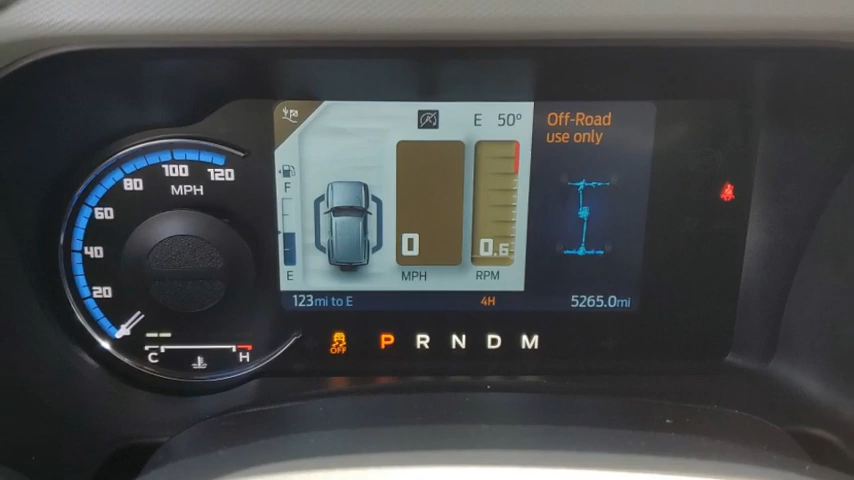 E 50°
Off-Road
use only
F
E
0
MPH
0.6
RPM
123mi to E
4H
5265.0mi
120
100
80
60
40
20
MPH
C
H
OFF
P R N D M